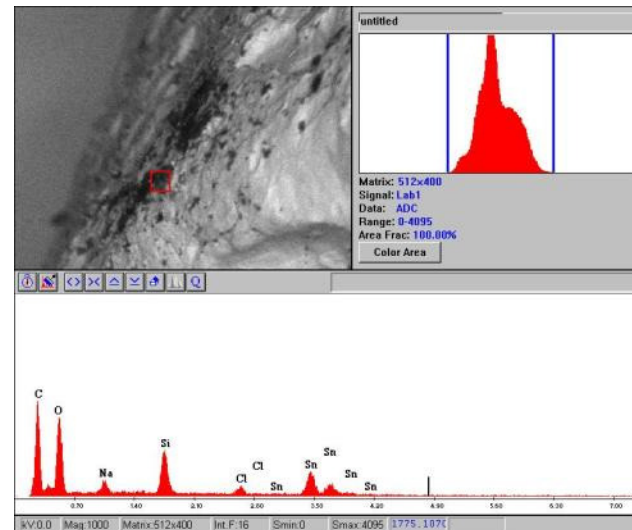 untitled
Matrix: 512x400
Signal: Lab1
Data: ADC
Range: 0-4095
Area Frac: 100.00%
Color Area
Q
C
O
Na
Si
Cl
Cl
Sn
Sn
Sn
Sn
Sn
0.70 1.40 2.10 2.80 3.50 4.20 4.90 5.60 6.30 7.00
kV:0.0 Mag:1000 Matrix:512x400 Int.F:16 Smin:0 Smax:4095